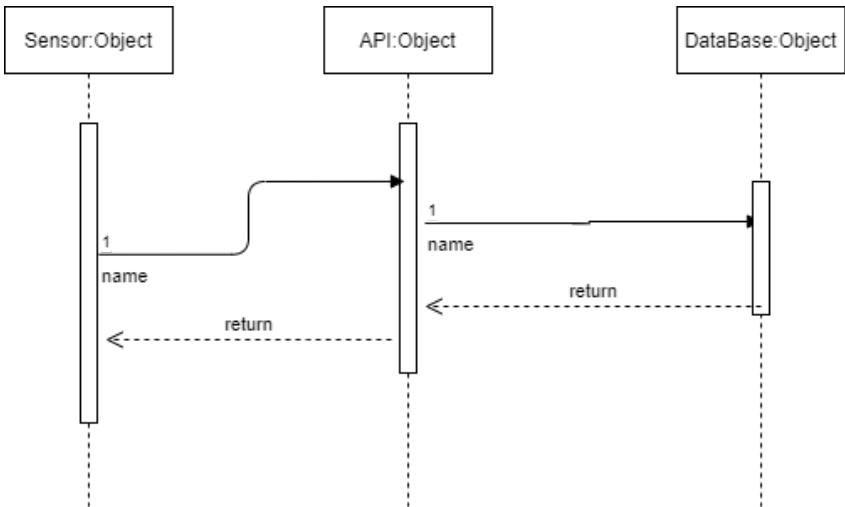 Sensor:Object
API:Object
DataBase:Object
1
name
1
name
return
return